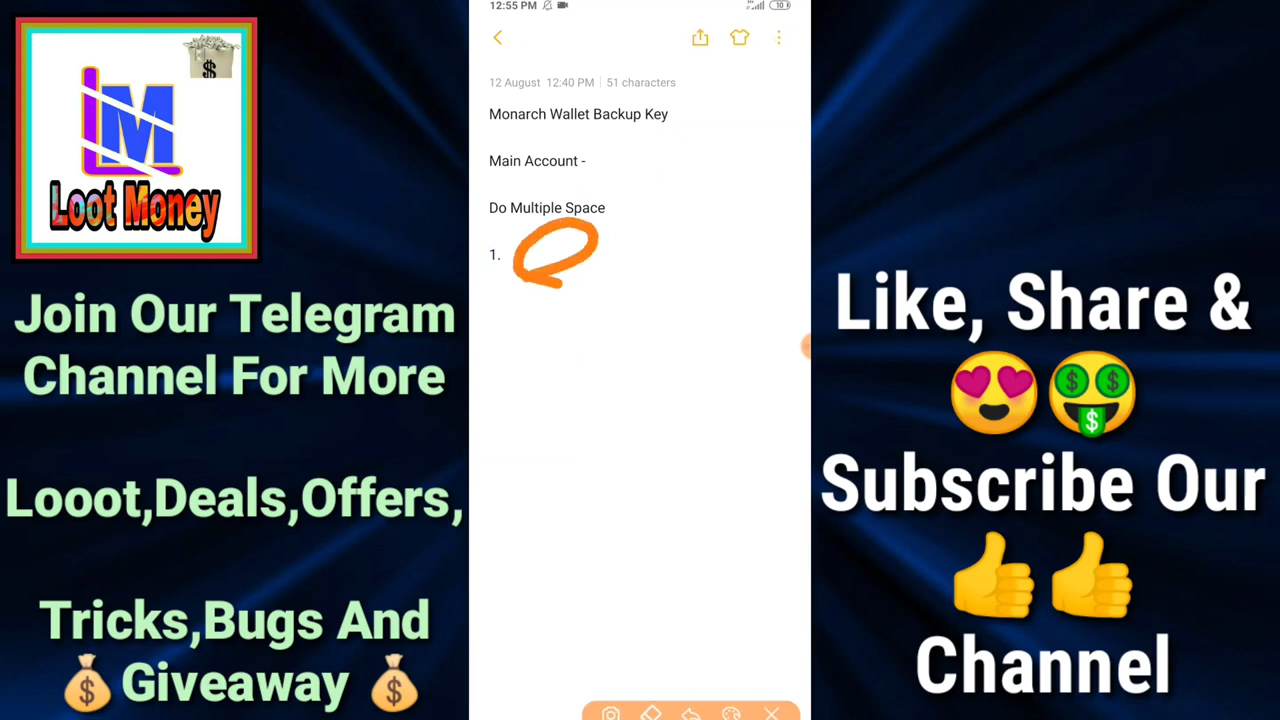 LM
Loot Money
Join Our Telegram
Channel For More
Looot,Deals,Offers,
Tricks,Bugs And
Giveaway
12:55 PM
10
12 August 12:40 PM | 51 characters
Monarch Wallet Backup Key
Main Account -
Do Multiple Space
1.
Like, Share &
Subscribe Our
Channel